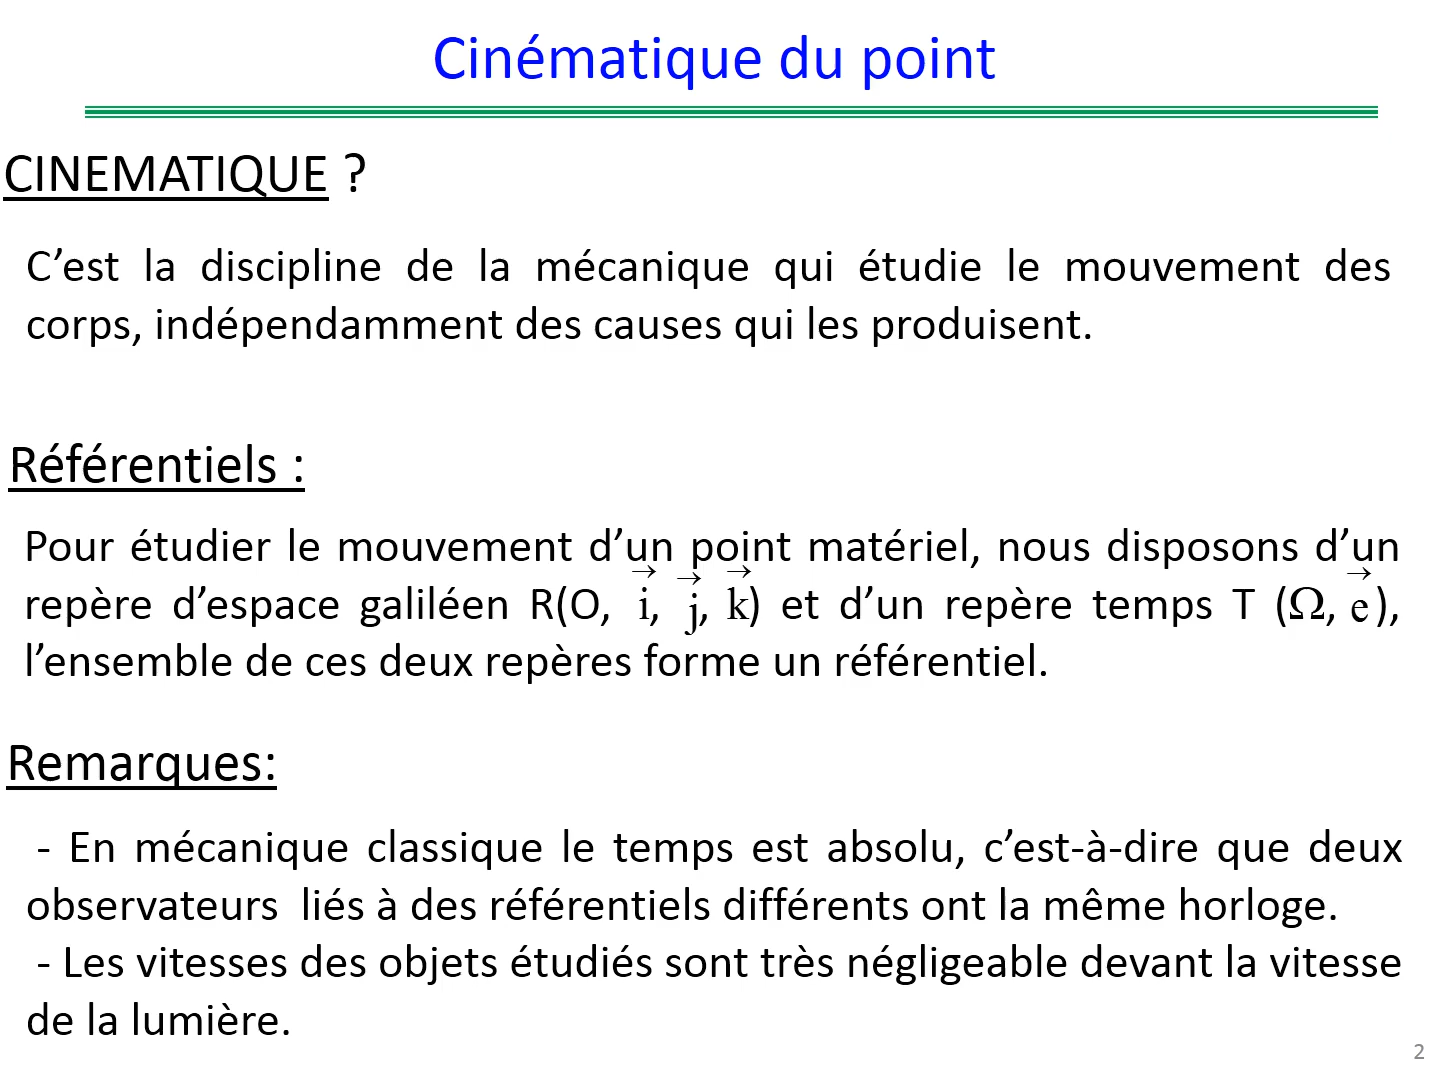 Cinématique du point
CINEMATIQUE ?
C’est la discipline de la mécanique qui étudie le mouvement des
corps, indépendamment des causes qui les produisent.
Référentiels :
Pour étudier le mouvement d’un point matériel, nous disposons d’un
repère d’espace galiléen R(O, i⃗, j⃗, k⃗) et d’un repère temps T (Ω, e⃗),
l’ensemble de ces deux repères forme un référentiel.
Remarques:
- En mécanique classique le temps est absolu, c’est-à-dire que deux
observateurs liés à des référentiels différents ont la même horloge.
- Les vitesses des objets étudiés sont très négligeable devant la vitesse
de la lumière.
2